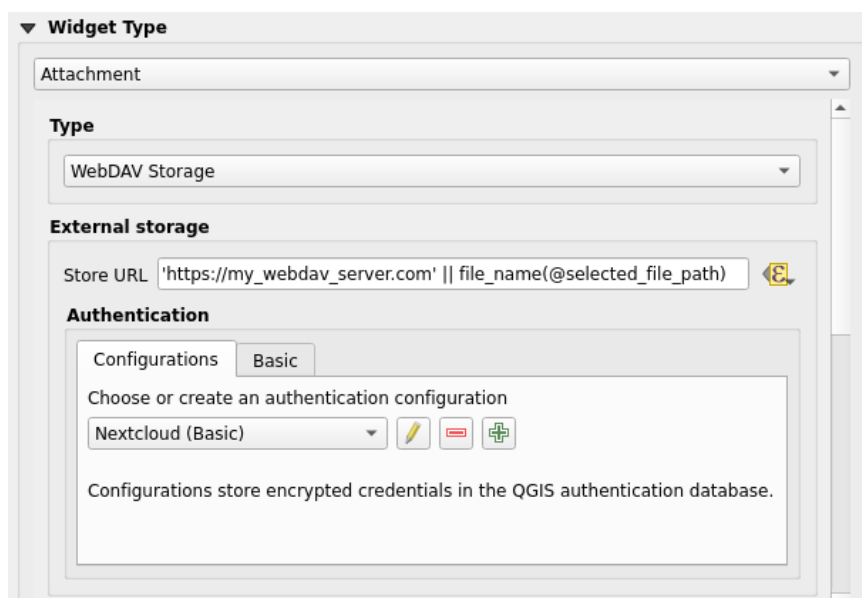 Widget Type
Attachment
Type
WebDAV Storage
External storage
Store URL 'https://my_webdav_server.com' || file_name(@selected_file_path) ε
Authentication
Configurations Basic
Choose or create an authentication configuration
Nextcloud (Basic)
Configurations store encrypted credentials in the QGIS authentication database.